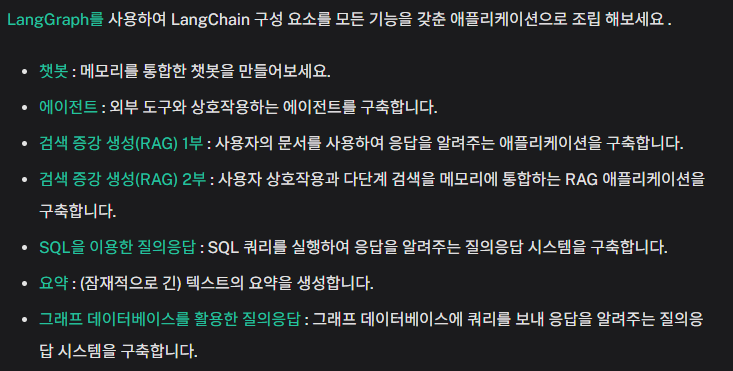 LangGraph를 사용하여 LangChain 구성 요소를 모든 기능을 갖춘 애플리케이션으로 조립 해보세요 .
• 챗봇 : 메모리를 통합한 챗봇을 만들어보세요.
• 에이전트 : 외부 도구와 상호작용하는 에이전트를 구축합니다.
• 검색 증강 생성(RAG) 1부 : 사용자의 문서를 사용하여 응답을 알려주는 애플리케이션을 구축합니다.
• 검색 증강 생성(RAG) 2부 : 사용자 상호작용과 다단계 검색을 메모리에 통합하는 RAG 애플리케이션을
구축합니다.
• SQL을 이용한 질의응답 : SQL 쿼리를 실행하여 응답을 알려주는 질의응답 시스템을 구축합니다.
• 요약 : (잠재적으로 긴) 텍스트의 요약을 생성합니다.
• 그래프 데이터베이스를 활용한 질의응답 : 그래프 데이터베이스에 쿼리를 보내 응답을 알려주는 질의응
답 시스템을 구축합니다.